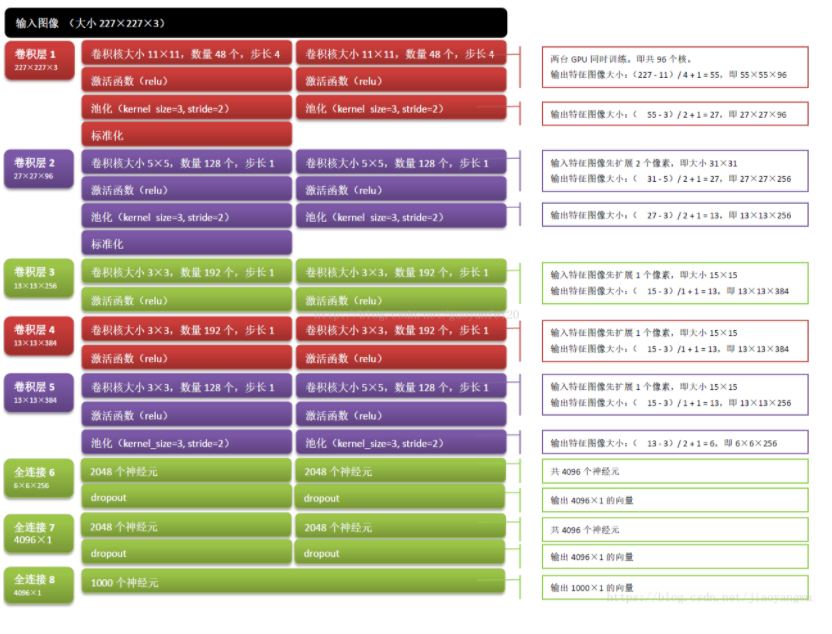 输入图像 （大小 227×227×3）
卷积层 1
227×227×3
卷积核大小 11×11，数量 48 个，步长 4
卷积核大小 11×11，数量 48 个，步长 4
激活函数（relu）
激活函数（relu）
两台 GPU 同时训练，即共 96 个核。
输出特征图像大小：(227 - 11) / 4 + 1 = 55，即 55×55×96
池化（kernel size=3, stride=2）
池化（kernel size=3, stride=2）
输出特征图像大小：( 55 - 3) / 2 + 1 = 27，即 27×27×96
标准化
卷积层 2
27×27×96
卷积核大小 5×5，数量 128 个，步长 1
卷积核大小 5×5，数量 128 个，步长 1
激活函数（relu）
激活函数（relu）
输入特征图像先扩展 2 个像素，即大小 31×31
输出特征图像大小：( 31 - 5) / 2 + 1 = 27，即 27×27×256
池化（kernel size=3, stride=2）
池化（kernel size=3, stride=2）
输出特征图像大小：( 27 - 3) / 2 + 1 = 13，即 13×13×256
标准化
卷积层 3
13×13×256
卷积核大小 3×3，数量 192 个，步长 1
卷积核大小 3×3，数量 192 个，步长 1
激活函数（relu）
激活函数（relu）
输入特征图像先扩展 1 个像素，即大小 15×15
输出特征图像大小：( 15 - 3) /1 + 1 = 13，即 13×13×384
卷积层 4
13×13×384
卷积核大小 3×3，数量 192 个，步长 1
卷积核大小 3×3，数量 192 个，步长 1
激活函数（relu）
激活函数（relu）
输入特征图像先扩展 1 个像素，即大小 15×15
输出特征图像大小：( 15 - 3) /1 + 1 = 13，即 13×13×384
卷积层 5
13×13×384
卷积核大小 3×3，数量 128 个，步长 1
卷积核大小 5×5，数量 128 个，步长 1
激活函数（relu）
激活函数（relu）
输入特征图像先扩展 1 个像素，即大小 15×15
输出特征图像大小：( 15 - 3) / 1 + 1 = 13，即 13×13×256
池化（kernel_size=3, stride=2）
池化（kernel_size=3, stride=2）
输出特征图像大小：( 13 - 3) / 2 + 1 = 6，即 6×6×256
全连接 6
6×6×256
2048 个神经元
2048 个神经元
共 4096 个神经元
dropout
dropout
输出 4096×1 的向量
全连接 7
4096×1
2048 个神经元
2048 个神经元
共 4096 个神经元
dropout
dropout
输出 4096×1 的向量
全连接 8
4096×1
1000 个神经元
输出 1000×1 的向量